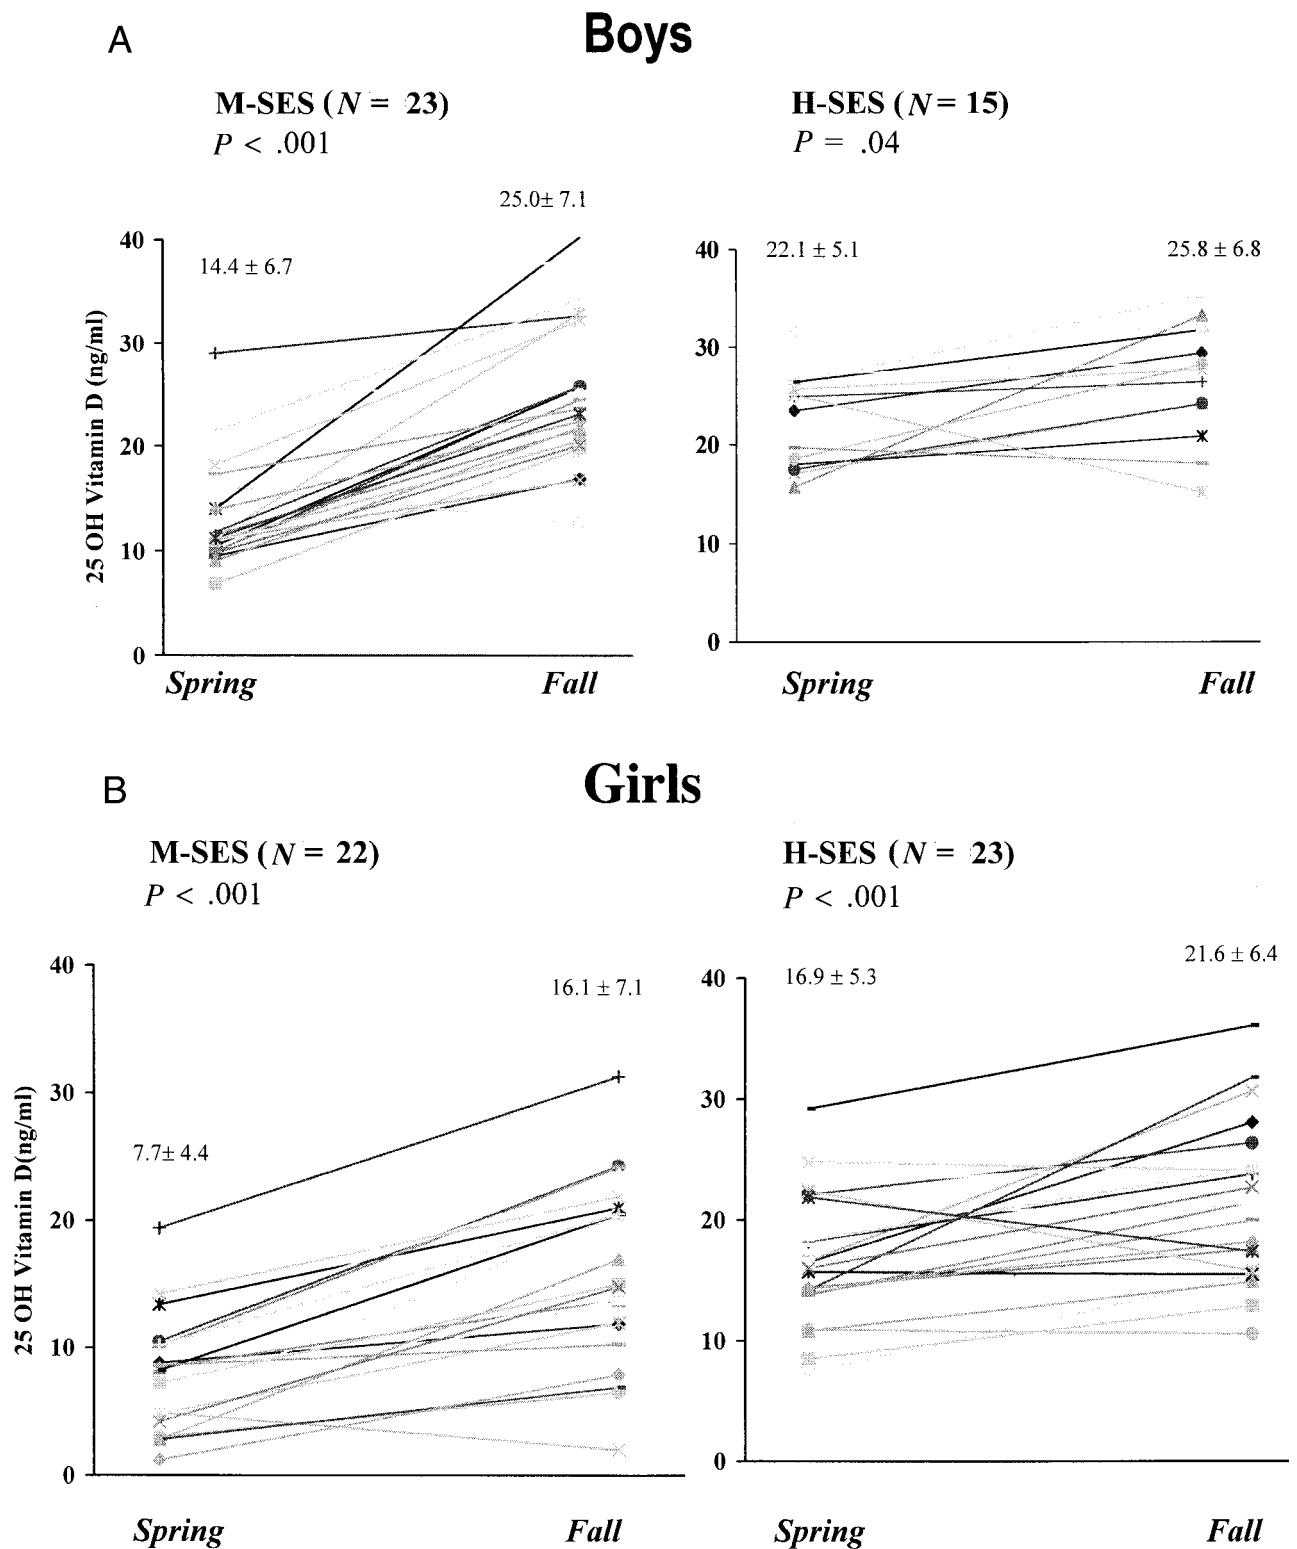 A
Boys
M-SES (N = 23)
P < .001
H-SES (N = 15)
P = .04
25.0± 7.1
14.4 ± 6.7
22.1 ± 5.1
25.8 ± 6.8
40
30
20
10
0
25 OH Vitamin D (ng/ml)
40
30
20
10
0
Spring
Fall
Spring
Fall
B
Girls
M-SES (N = 22)
P < .001
H-SES (N = 23)
P < .001
16.1 ± 7.1
7.7± 4.4
16.9 ± 5.3
21.6 ± 6.4
40
30
20
10
0
25 OH Vitamin D(ng/ml)
40
30
20
10
0
Spring
Fall
Spring
Fall